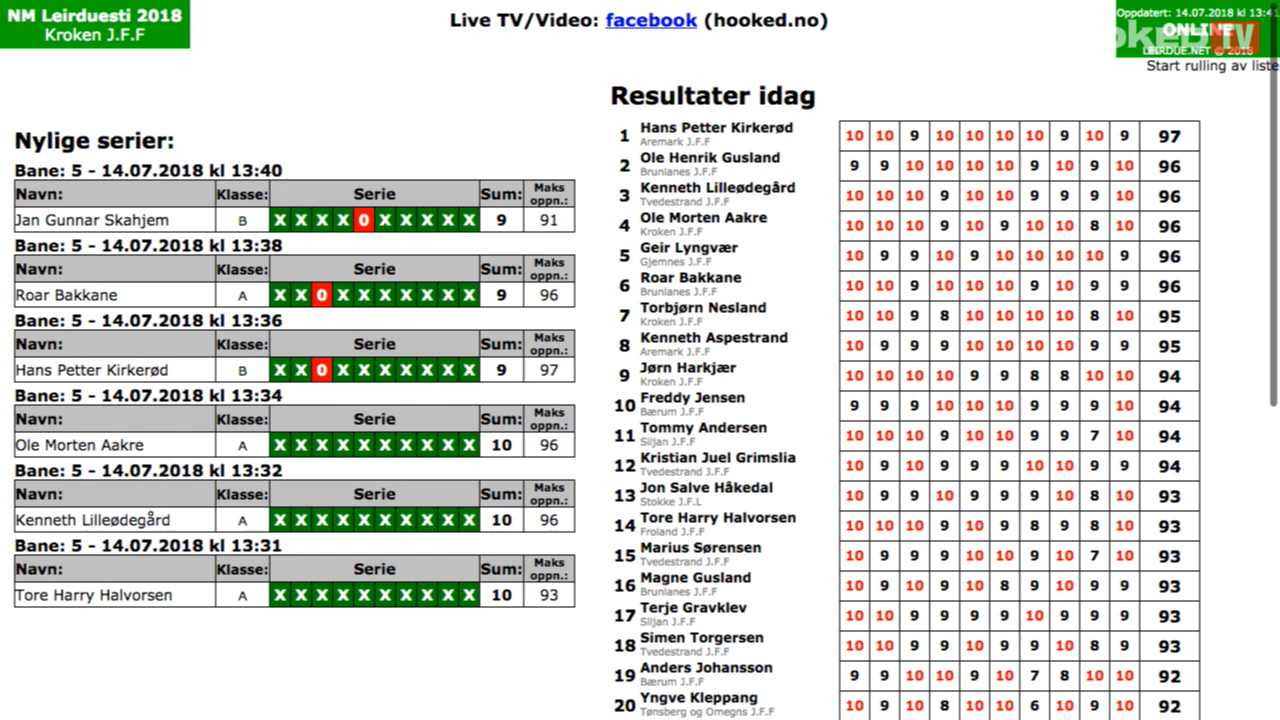 NM Leirduesti 2018
Kroken J.F.F
Live TV/Video: facebook (hooked.no)
Oppdatert: 14.07.2018 kl 13:41
ONLINE
LEIRDUE.NET © 2018
TV
Start rulling av liste
Nylige serier:
Bane: 5 - 14.07.2018 kl 13:40
Navn: Klasse: Serie Sum: Maks oppn.:
Jan Gunnar Skahjem B X X X X 0 X X X X X 9 91
Bane: 5 - 14.07.2018 kl 13:38
Navn: Klasse: Serie Sum: Maks oppn.:
Roar Bakkane A X X 0 X X X X X X X 9 96
Bane: 5 - 14.07.2018 kl 13:36
Navn: Klasse: Serie Sum: Maks oppn.:
Hans Petter Kirkerød B X X 0 X X X X X X X 9 97
Bane: 5 - 14.07.2018 kl 13:34
Navn: Klasse: Serie Sum: Maks oppn.:
Ole Morten Aakre A X X X X X X X X X X 10 96
Bane: 5 - 14.07.2018 kl 13:32
Navn: Klasse: Serie Sum: Maks oppn.:
Kenneth Lilleødegård A X X X X X X X X X X 10 96
Bane: 5 - 14.07.2018 kl 13:31
Navn: Klasse: Serie Sum: Maks oppn.:
Tore Harry Halvorsen A X X X X X X X X X X 10 93
Resultater idag
1 Hans Petter Kirkerød 10 10 9 10 10 10 10 9 10 9 97
Aremark J.F.F
2 Ole Henrik Gusland 9 9 10 10 10 10 9 10 9 10 96
Brunlanes J.F.F
3 Kenneth Lilleødegård 10 10 10 9 10 10 9 9 9 10 96
Tvedestrand J.F.F
4 Ole Morten Aakre 10 10 10 9 10 9 10 10 8 10 96
Kroken J.F.F
5 Geir Lyngvær 10 9 9 10 9 10 10 10 10 9 96
Gjemnes J.F.F
6 Roar Bakkane 10 10 9 10 10 10 9 10 9 9 96
Brunlanes J.F.F
7 Torbjørn Nesland 10 10 9 8 10 10 10 10 8 10 95
Kroken J.F.F
8 Kenneth Aspestrand 10 9 9 9 10 10 10 10 9 9 95
Aremark J.F.F
9 Jørn Harkjær 10 10 10 10 9 9 8 8 10 10 94
Kroken J.F.F
10 Freddy Jensen 9 9 9 10 10 10 9 9 9 10 94
Bærum J.F.F
11 Tommy Andersen 10 10 10 9 10 10 9 9 7 10 94
Siljan J.F.F
12 Kristian Juel Grimslia 10 9 10 9 9 9 10 10 9 9 94
Tvedestrand J.F.F
13 Jon Salve Håkedal 10 9 9 10 9 9 9 10 8 10 93
Stokke J.F.L
14 Tore Harry Halvorsen 10 10 10 9 10 9 8 9 8 10 93
Froland J.F.F
15 Marius Sørensen 10 9 9 9 10 10 9 10 7 10 93
Tvedestrand J.F.F
16 Magne Gusland 10 9 10 9 10 8 9 10 9 9 93
Brunlanes J.F.F
17 Terje Gravklev 10 10 9 9 9 9 10 9 9 9 93
Siljan J.F.F
18 Simen Torgersen 10 10 9 9 10 9 9 10 8 9 93
Tvedestrand J.F.F
19 Anders Johansson 9 9 10 10 9 10 7 8 10 10 92
Bærum J.F.F
20 Yngve Kleppang 10 9 10 8 10 10 6 10 9 10 92
Tønsberg og Omegns J.F.F